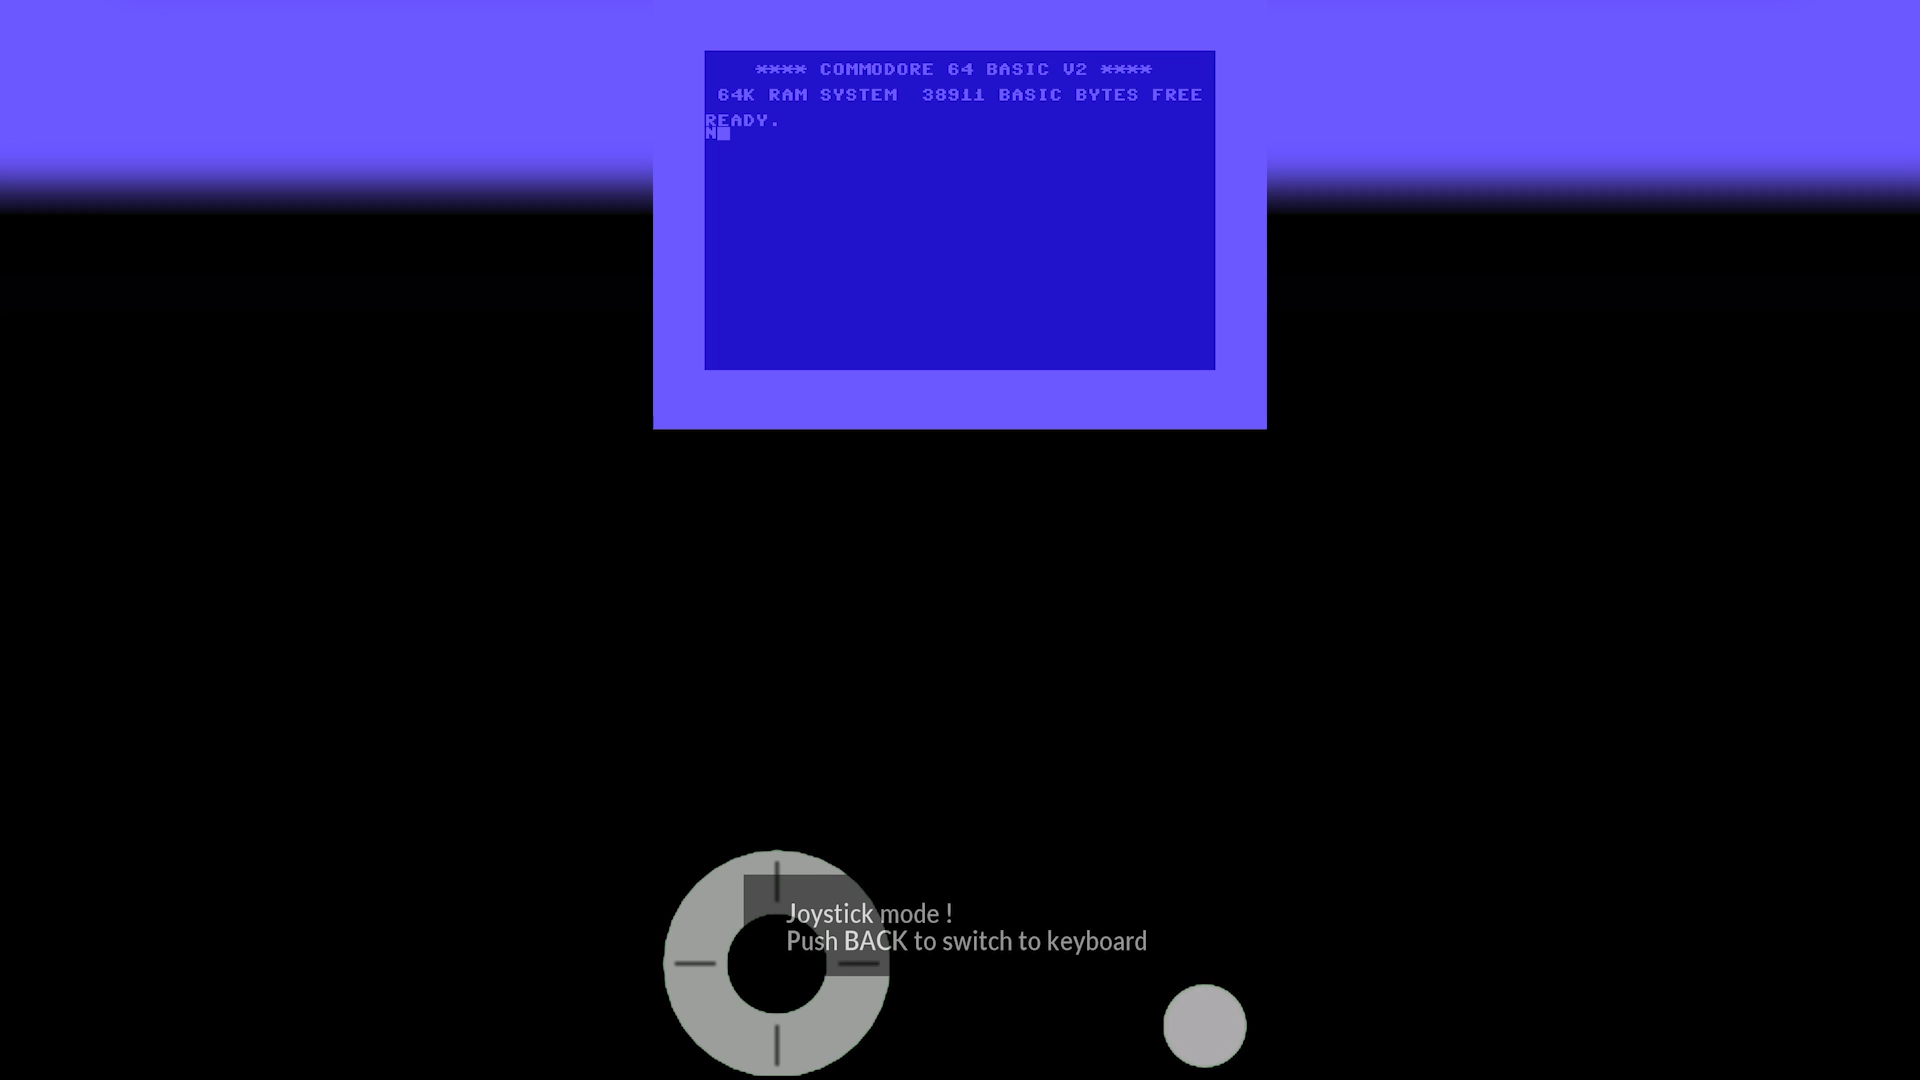 **** COMMODORE 64 BASIC V2 ****
64K RAM SYSTEM  38911 BASIC BYTES FREE
READY.
N
Joystick mode !
Push BACK to switch to keyboard